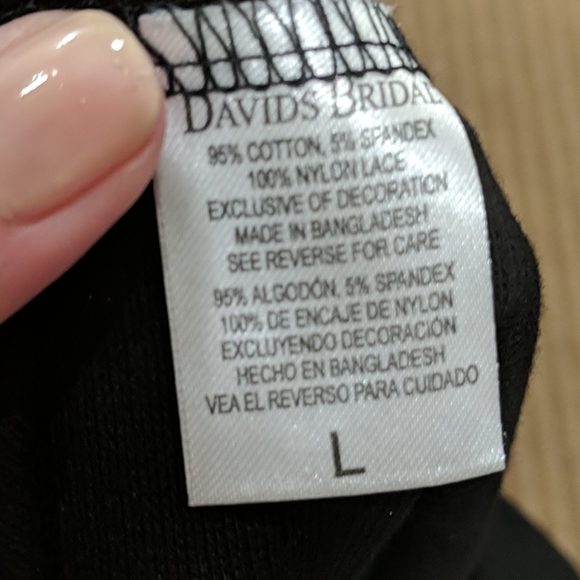 DAVIDS BRIDAL
95% COTTON, 5% SPANDEX
100% NYLON LACE
EXCLUSIVE OF DECORATION
MADE IN BANGLADESH
SEE REVERSE FOR CARE
95% ALGODÓN, 5% SPANDEX
100% DE ENCAJE DE NYLON
EXCLUYENDO DECORACIÓN
HECHO EN BANGLADESH
VEA EL REVERSO PARA CUIDADO
L